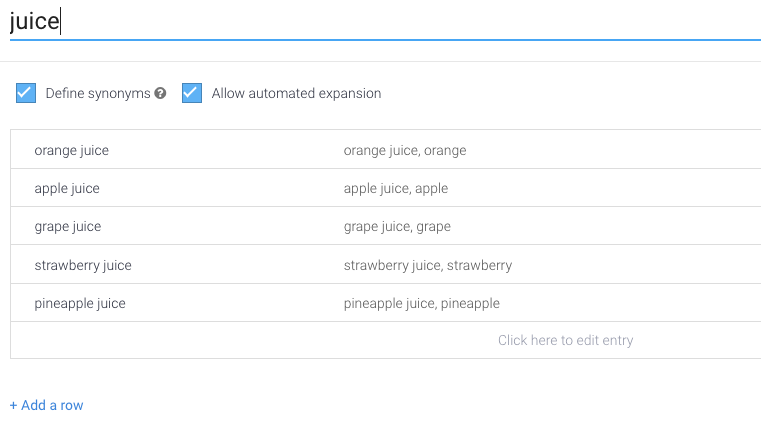 juice
Define synonyms ? Allow automated expansion
orange juice orange juice, orange
apple juice apple juice, apple
grape juice grape juice, grape
strawberry juice strawberry juice, strawberry
pineapple juice pineapple juice, pineapple
Click here to edit entry
+ Add a row